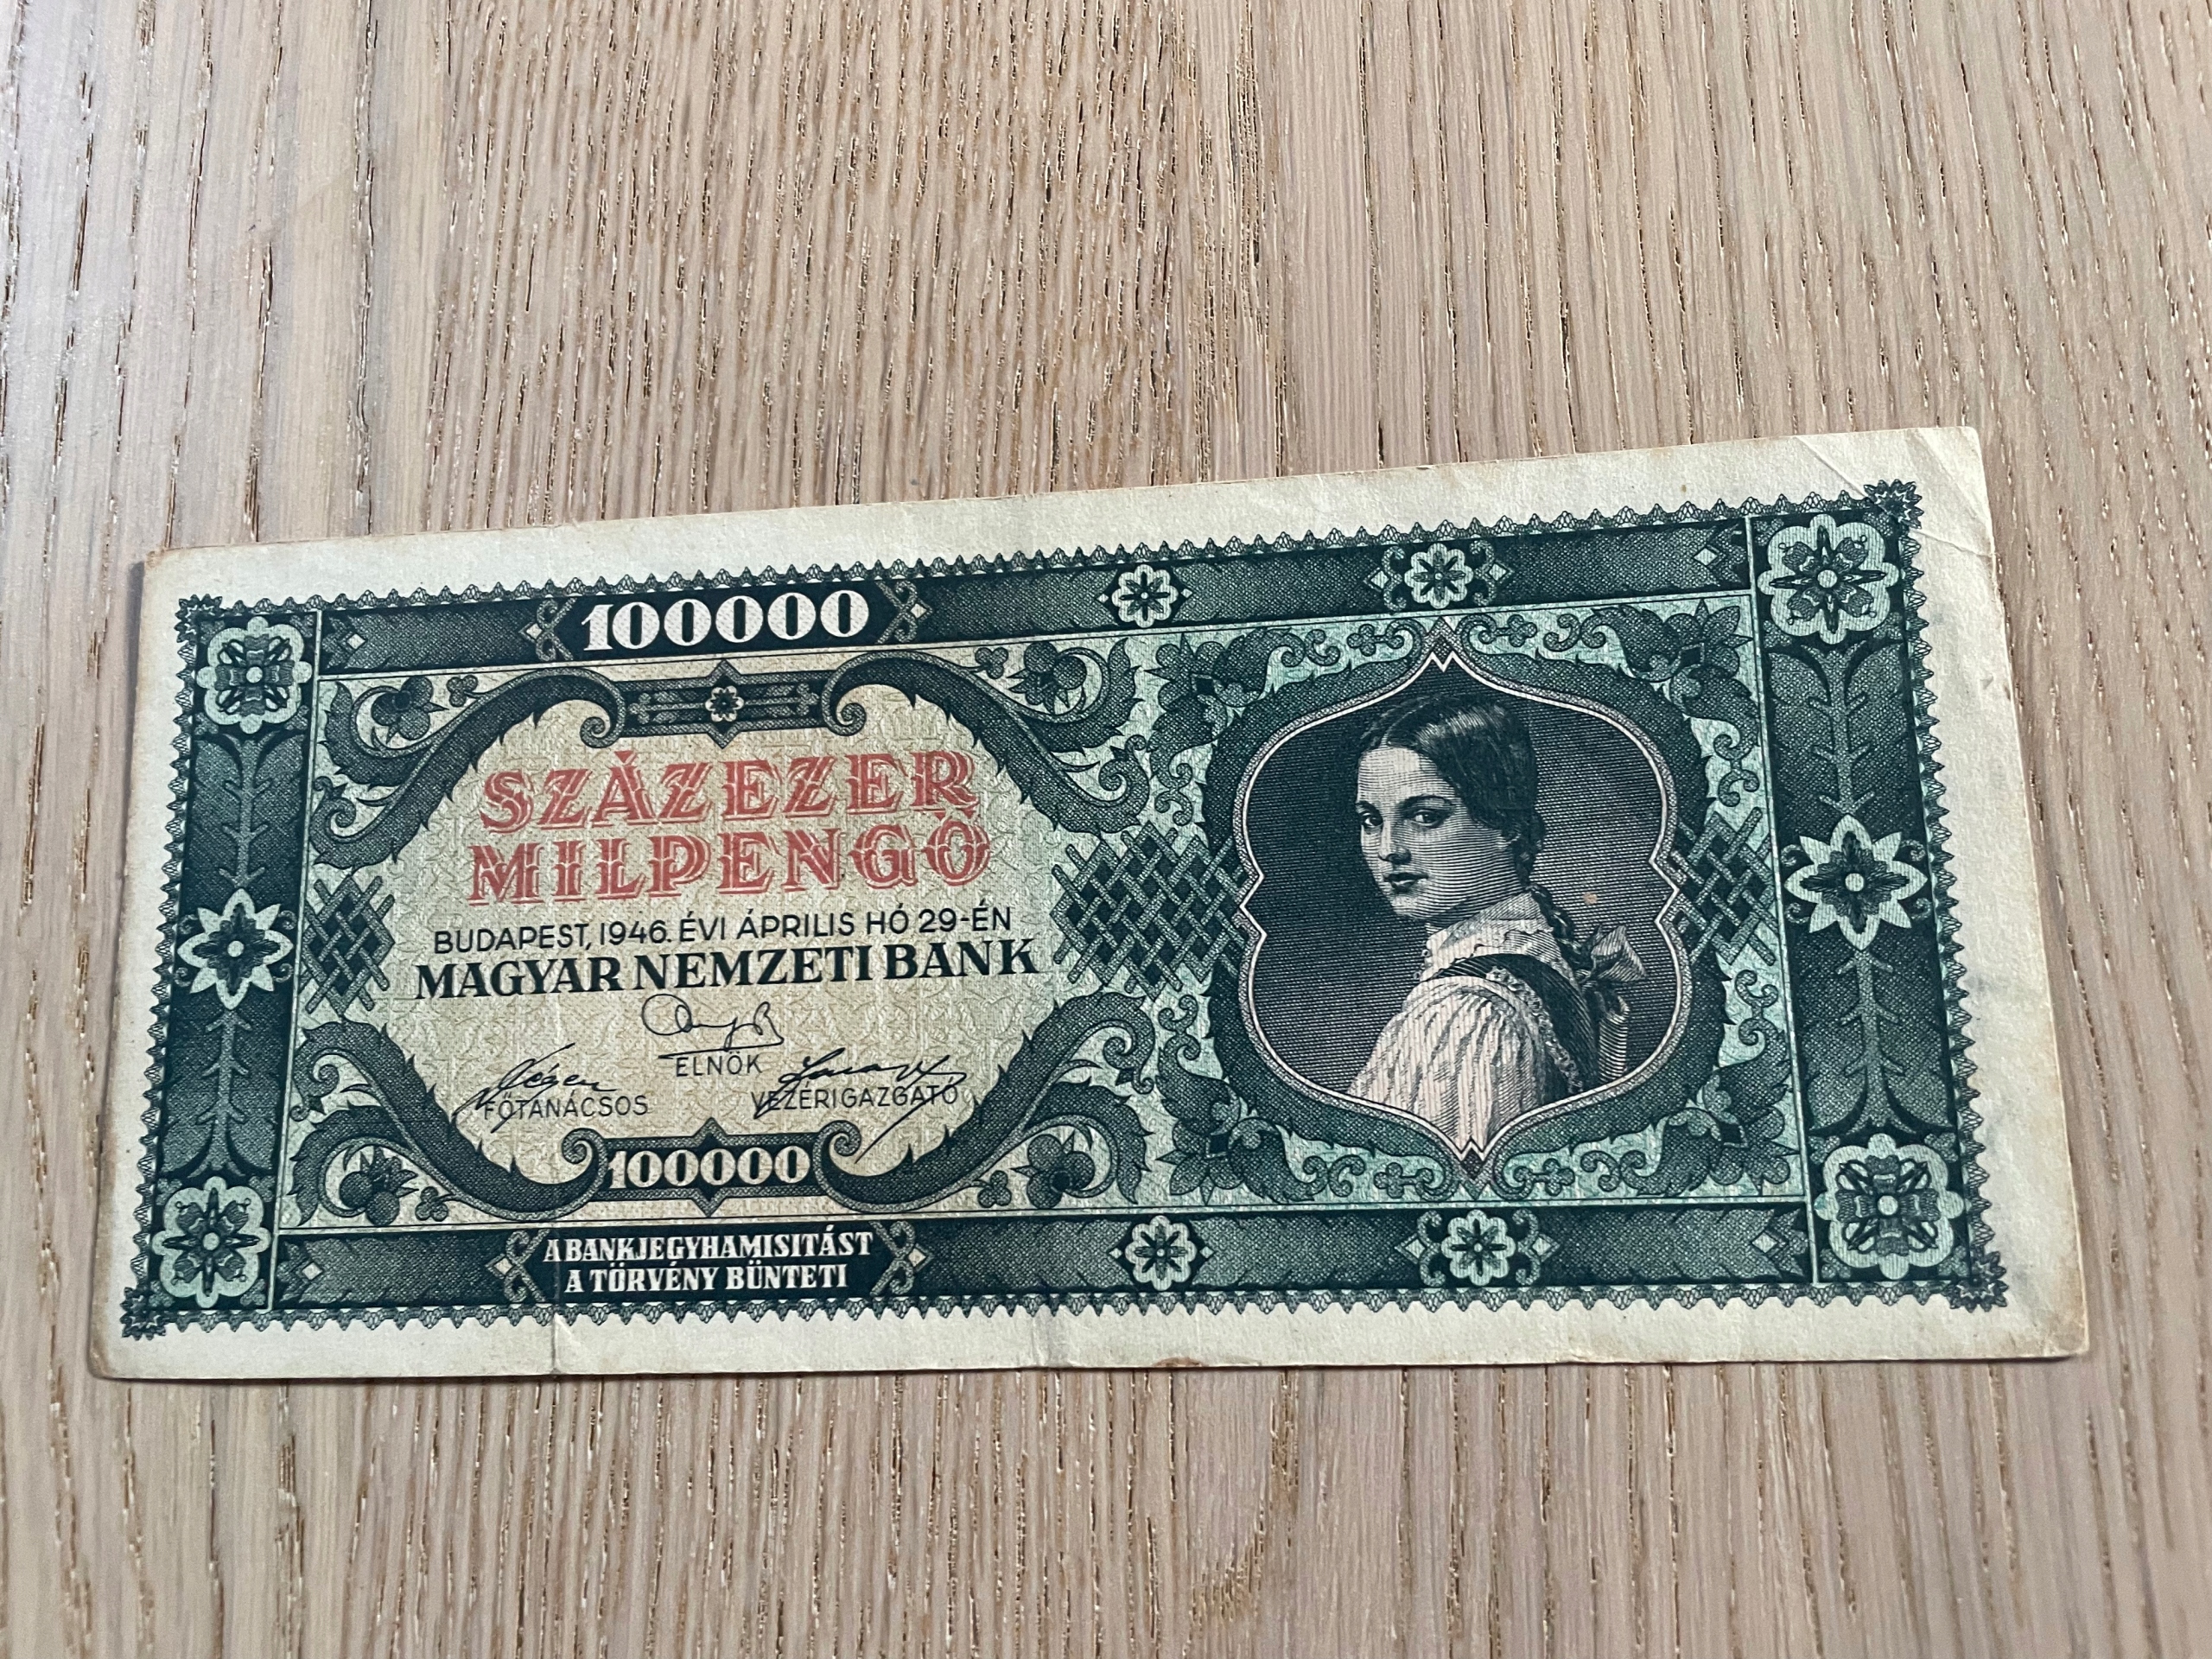 100000
SZÁZEZER
MILPENGŐ
BUDAPEST, 1946. ÉVI ÁPRILIS HÓ 29-ÉN
MAGYAR NEMZETI BANK
ELNÖK
FŐTANÁCSOS
VEZÉRIGAZGATÓ
100000
A BANKJEGYHAMISITÁST
A TÖRVÉNY BÜNTETI